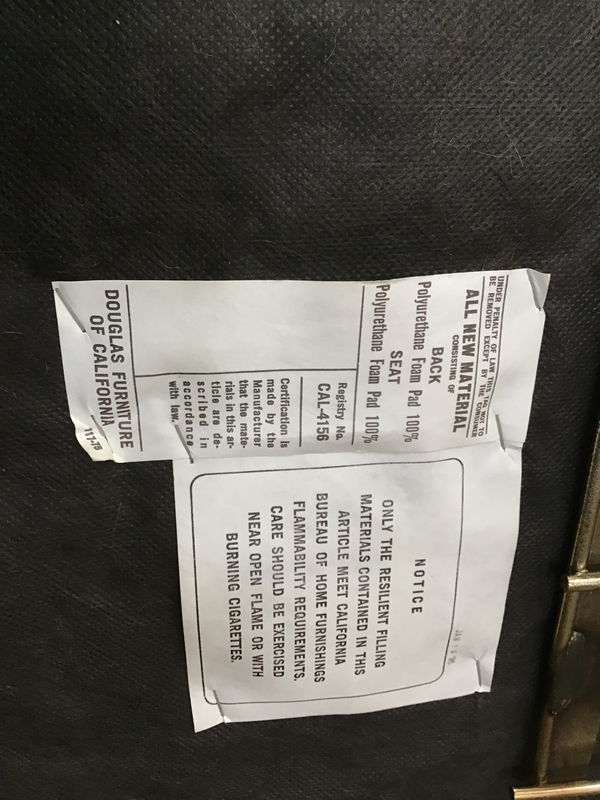 UNDER PENALTY OF LAW THIS TAG NOT TO
BE REMOVED EXCEPT BY THE CONSUMER
ALL NEW MATERIAL
CONSISTING OF
BACK
Polyurethane Foam Pad 100%
SEAT
Polyurethane Foam Pad 100%
Registry No.
CAL-4156
Certification is
made by the
Manufacturer
that the mate-
rials in this ar-
ticle are de-
scribed in
accordance
with law.
DOUGLAS FURNITURE
OF CALIFORNIA
117-75
NOTICE
ONLY THE RESILIENT FILLING
MATERIALS CONTAINED IN THIS
ARTICLE MEET CALIFORNIA
BUREAU OF HOME FURNISHINGS
FLAMMABILITY REQUIREMENTS.
CARE SHOULD BE EXERCISED
NEAR OPEN FLAME OR WITH
BURNING CIGARETTES.